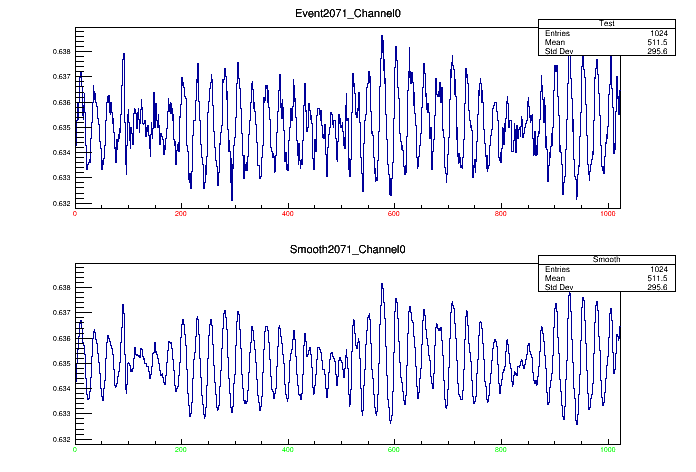 Event2071_Channel0
Test
Entries 1024
Mean 511.5
Std Dev 295.6
0.638
0.637
0.636
0.635
0.634
0.633
0.632
0 200 400 600 800 1000
Smooth2071_Channel0
Smooth
Entries 1024
Mean 511.5
Std Dev 295.6
0.638
0.637
0.636
0.635
0.634
0.633
0.632
0 200 400 600 800 1000